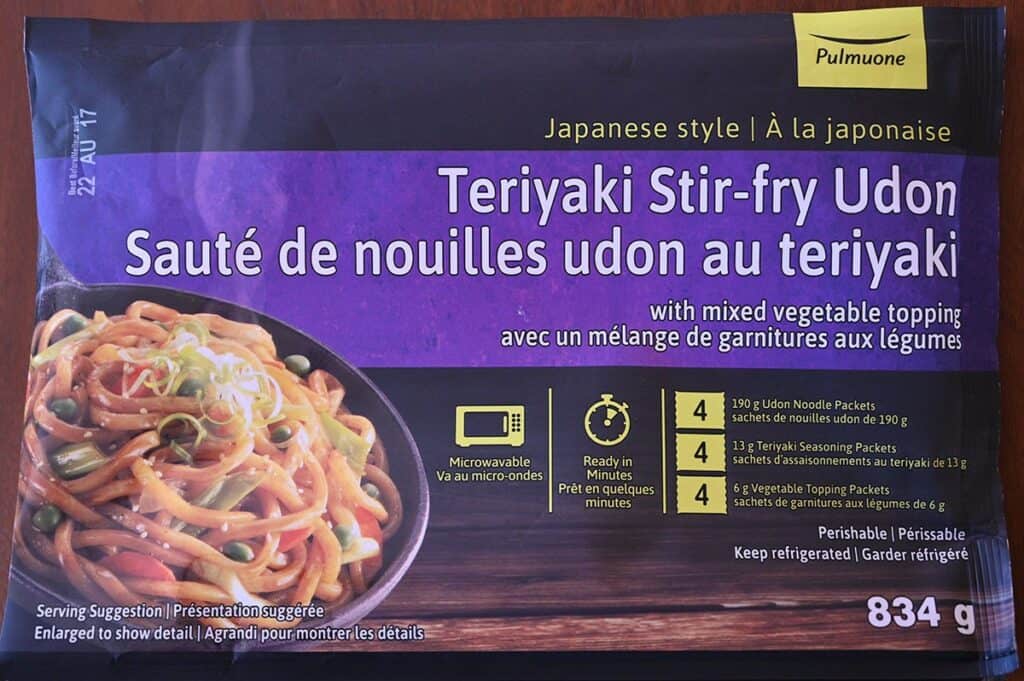 Pulmuone
Japanese style | À la japonaise
Best Before/Meilleur avant
22 AU 17
Teriyaki Stir-fry Udon
Sauté de nouilles udon au teriyaki
with mixed vegetable topping
avec un mélange de garnitures aux légumes
Microwavable
Va au micro-ondes
Ready in
Minutes
Prêt en quelques
minutes
4
190 g Udon Noodle Packets
sachets de nouilles udon de 190 g
4
13 g Teriyaki Seasoning Packets
sachets d'assaisonnements au teriyaki de 13 g
4
6 g Vegetable Topping Packets
sachets de garnitures aux légumes de 6 g
Perishable | Périssable
Keep refrigerated | Garder réfrigéré
Serving Suggestion | Présentation suggérée
Enlarged to show detail | Agrandi pour montrer les détails
834 g